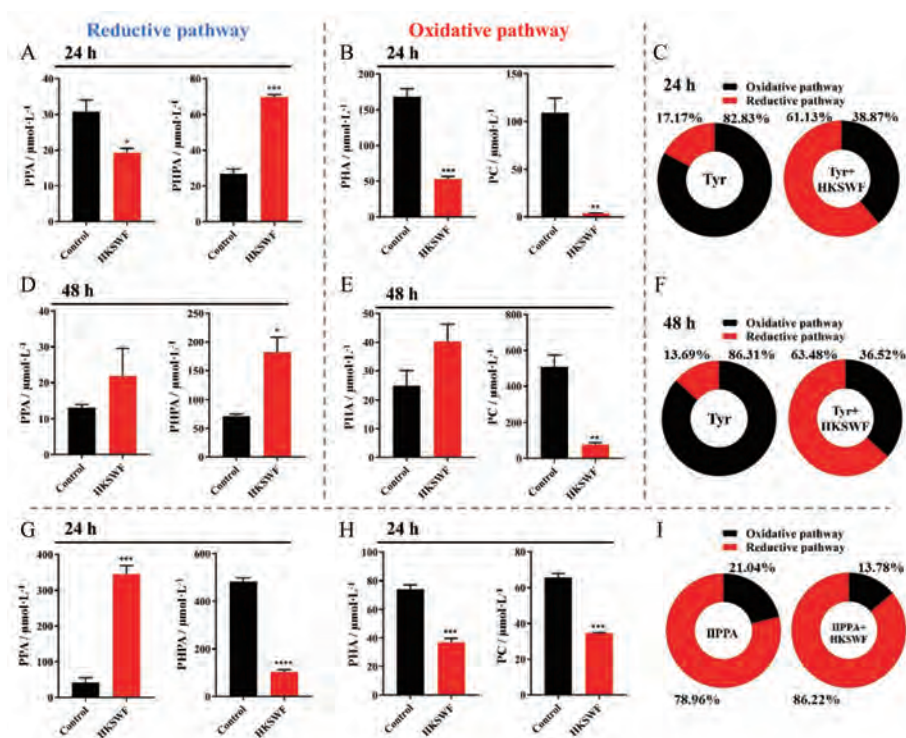 Reductive pathway
Oxidative pathway
A
24 h
PPA / μmol·L⁻¹
40
30
20
10
0
*
Control
HKSWF
PHPA / μmol·L⁻¹
80
60
40
20
0
***
Control
HKSWF
B
24 h
PHA / μmol·L⁻¹
200
150
100
50
0
***
Control
HKSWF
PC / μmol·L⁻¹
150
100
50
0
**
Control
HKSWF
C
24 h
Oxidative pathway
Reductive pathway
17.17%
82.83%
61.13%
38.87%
Tyr
Tyr+
HKSWF
D
48 h
PPA / μmol·L⁻¹
40
30
20
10
0
Control
HKSWF
PHPA / μmol·L⁻¹
250
200
150
100
50
0
*
Control
HKSWF
E
48 h
PHA / μmol·L⁻¹
60
40
20
0
Control
HKSWF
PC / μmol·L⁻¹
800
600
400
200
0
**
Control
HKSWF
F
48 h
Oxidative pathway
Reductive pathway
13.69%
86.31%
63.48%
36.52%
Tyr
Tyr+
HKSWF
G
24 h
PPA / μmol·L⁻¹
400
300
200
100
0
***
Control
HKSWF
PHPA / μmol·L⁻¹
600
400
200
0
****
Control
HKSWF
H
24 h
PHA / μmol·L⁻¹
100
80
60
40
20
0
***
Control
HKSWF
PC / μmol·L⁻¹
80
60
40
20
0
***
Control
HKSWF
I
Oxidative pathway
Reductive pathway
21.04%
13.78%
HPPA
HPPA+
HKSWF
78.96%
86.22%